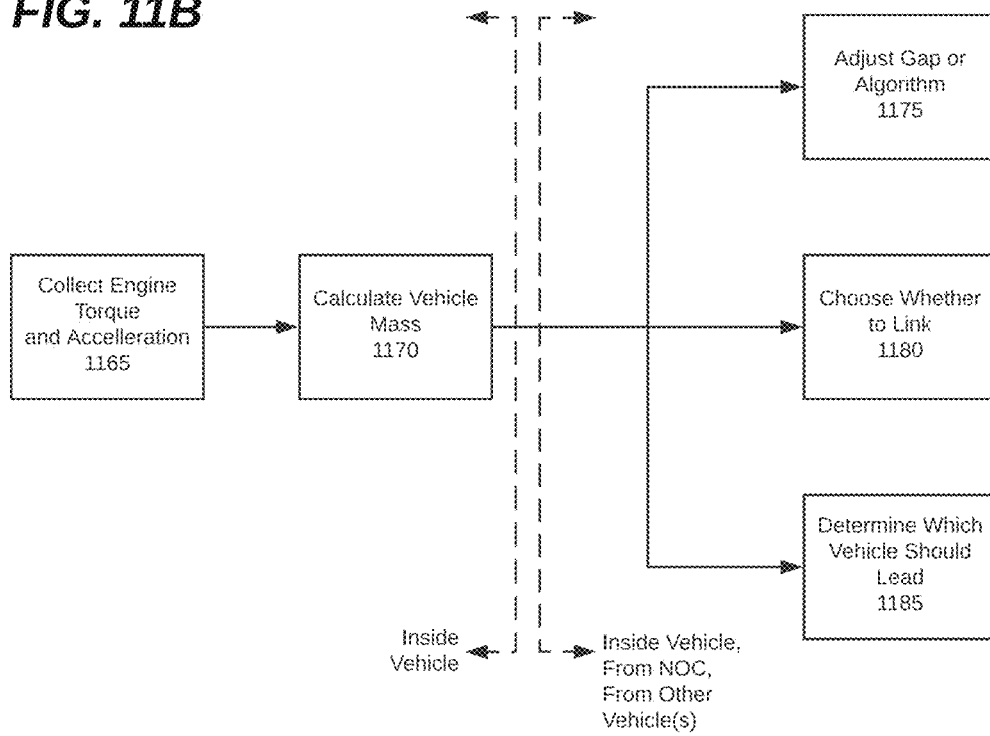 FIG. 11B
Adjust Gap or
Algorithm
1175
Collect Engine
Torque
and Accelleration
1165
Calculate Vehicle
Mass
1170
Choose Whether
to Link
1180
Determine Which
Vehicle Should
Lead
1185
Inside
Vehicle
Inside Vehicle,
From NOC,
From Other
Vehicle(s)